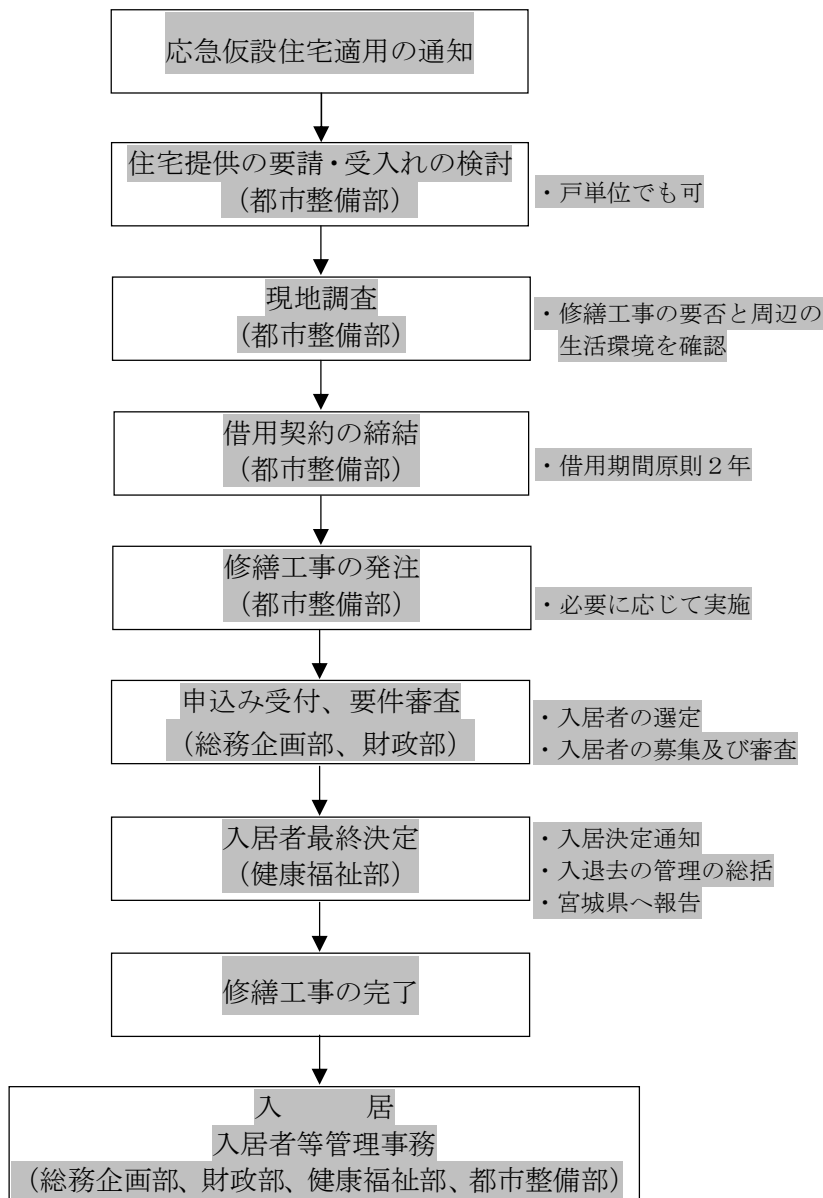 応急仮設住宅適用の通知
住宅提供の要請・受入れの検討
（都市整備部）
・戸単位でも可
現地調査
（都市整備部）
・修繕工事の要否と周辺の
生活環境を確認
借用契約の締結
（都市整備部）
・借用期間原則２年
修繕工事の発注
（都市整備部）
・必要に応じて実施
申込み受付、要件審査
（総務企画部、財政部）
・入居者の選定
・入居者の募集及び審査
入居者最終決定
（健康福祉部）
・入居決定通知
・入退去の管理の総括
・宮城県へ報告
修繕工事の完了
入　　居
入居者等管理事務
（総務企画部、財政部、健康福祉部、都市整備部）